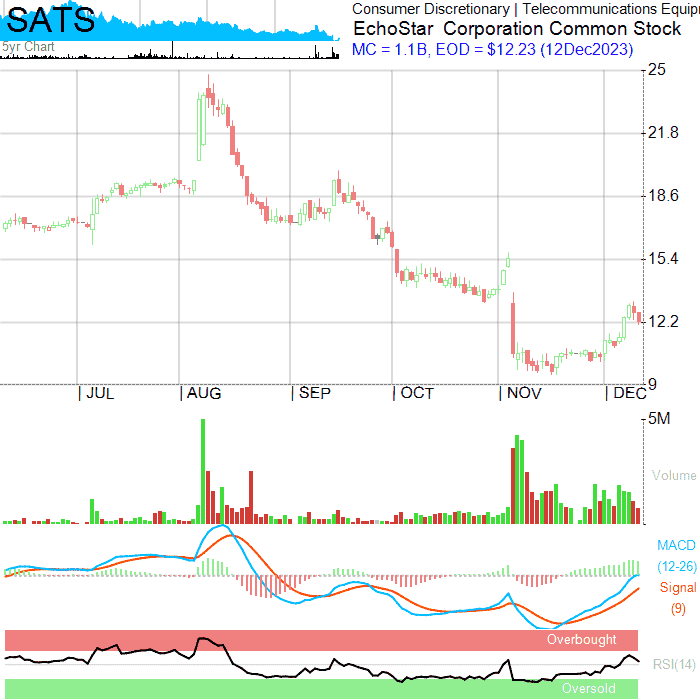 SATS
Consumer Discretionary | Telecommunications Equip
EchoStar Corporation Common Stock
5yr Chart
MC = 1.1B, EOD = $12.23 (12Dec2023)
25
21.8
18.6
15.4
12.2
9
| JUL | AUG | SEP | OCT | NOV | DEC
5M
Volume
MACD
(12-26)
Signal
(9)
Overbought
RSI(14)
Oversold